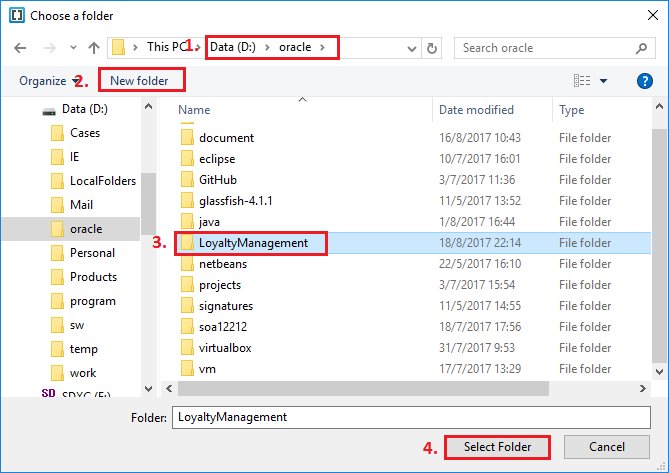 Choose a folder
This PC 1. Data (D:) oracle Search oracle
Organize 2. New folder ?
Name Date modified Type
Data (D:)
Cases
IE
LocalFolders
Mail
oracle
Personal
Products
program
sw
temp
work
document 16/8/2017 10:43 File folder
eclipse 10/7/2017 16:01 File folder
GitHub 3/7/2017 11:36 File folder
glassfish-4.1.1 11/5/2017 13:52 File folder
java 1/8/2017 16:44 File folder
3. LoyaltyManagement 18/8/2017 22:14 File folder
netbeans 22/5/2017 16:10 File folder
projects 3/7/2017 15:54 File folder
signatures 11/5/2017 14:55 File folder
soa12212 18/7/2017 17:56 File folder
virtualbox 31/7/2017 9:53 File folder
vm 17/7/2017 13:29 File folder
Folder: LoyaltyManagement
4. Select Folder Cancel